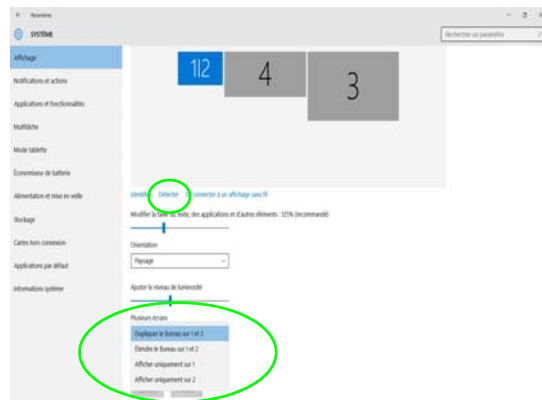 Paramètres
SYSTÈME
Rechercher un paramètre
Affichage
Notifications et actions
Applications et fonctionnalités
Multitâche
Mode tablette
Économiseur de batterie
Alimentation et mise en veille
Stockage
Cartes hors connexion
Applications par défaut
Informations système
1|2
4
3
Identifier Détecter Se connecter à un affichage sans fil
Modifier la taille du texte, des applications et d'autres éléments : 125% (recommandé)
Orientation
Paysage
Ajuster le niveau de luminosité
Plusieurs écrans
Dupliquer le Bureau sur 1 et 2
Étendre le Bureau sur 1 et 2
Afficher uniquement sur 1
Afficher uniquement sur 2